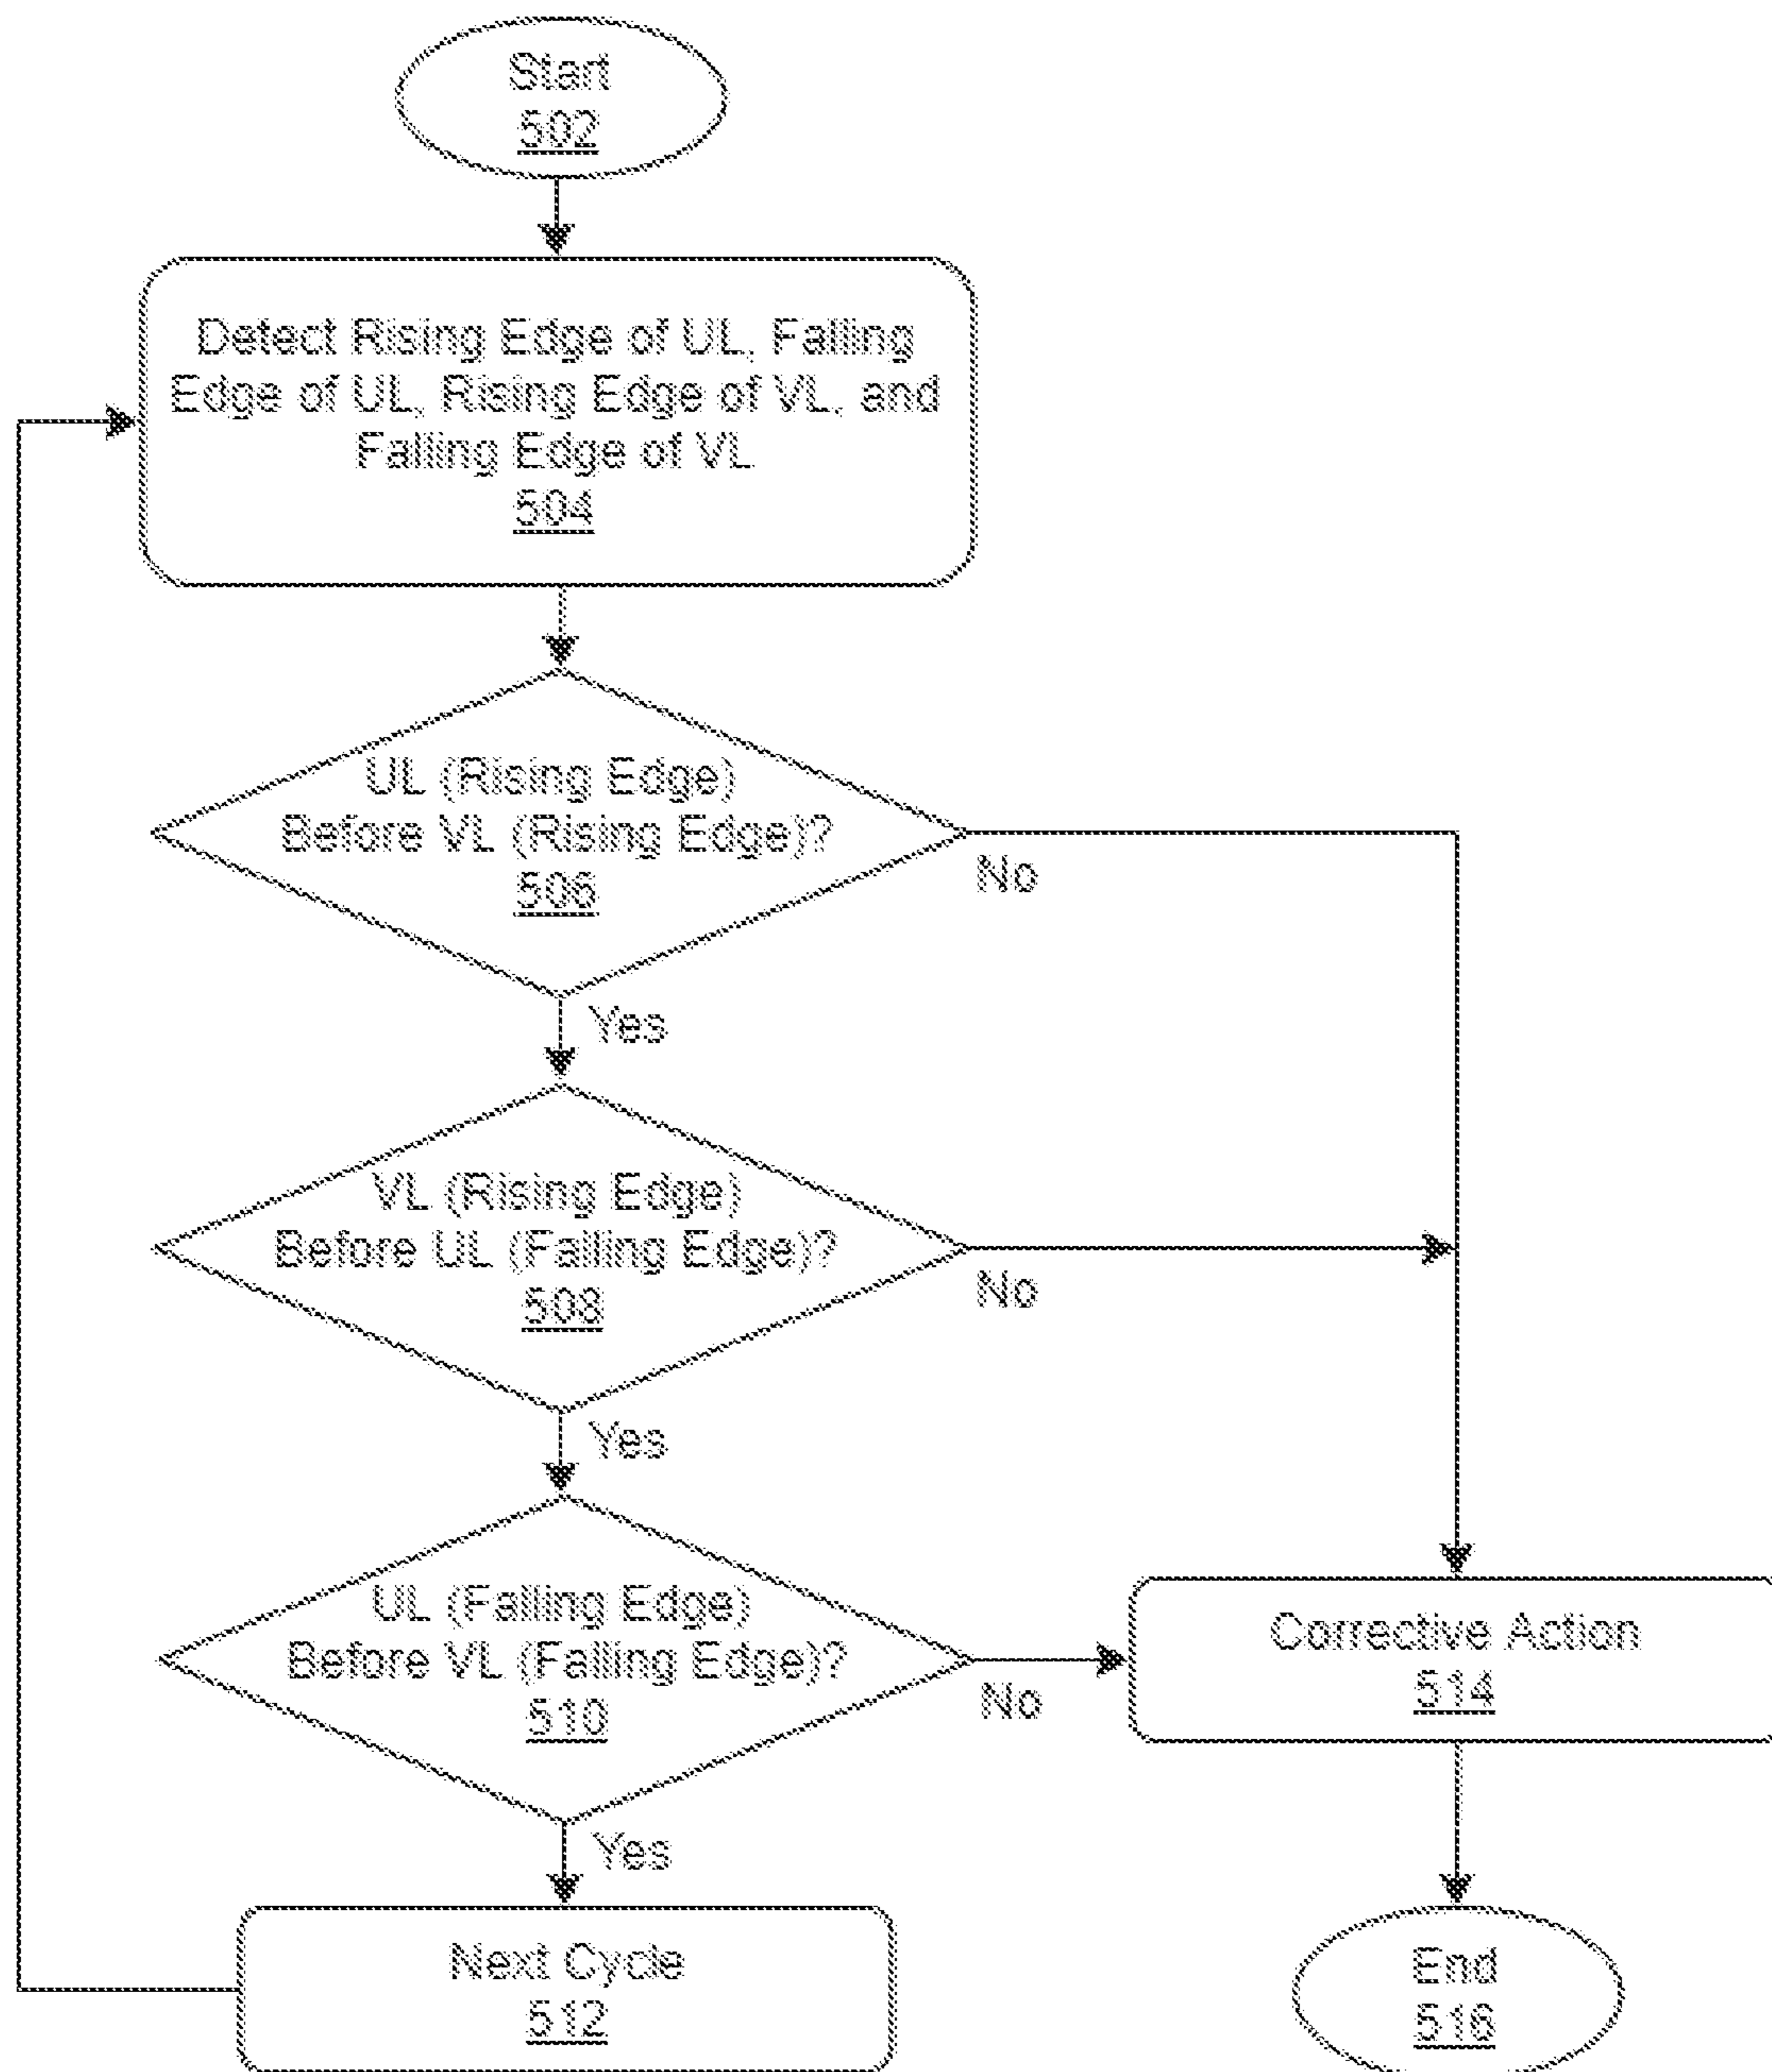 Start
502
Detect Rising Edge of UL, Falling
Edge of UL, Rising Edge of VL, and
Falling Edge of VL
504
UL (Rising Edge)
Before VL (Rising Edge)?
506
No
Yes
VL (Rising Edge)
Before UL (Falling Edge)?
508
No
Yes
UL (Falling Edge)
Before VL (Falling Edge)?
510
No
Corrective Action
514
Yes
Next Cycle
512
End
516